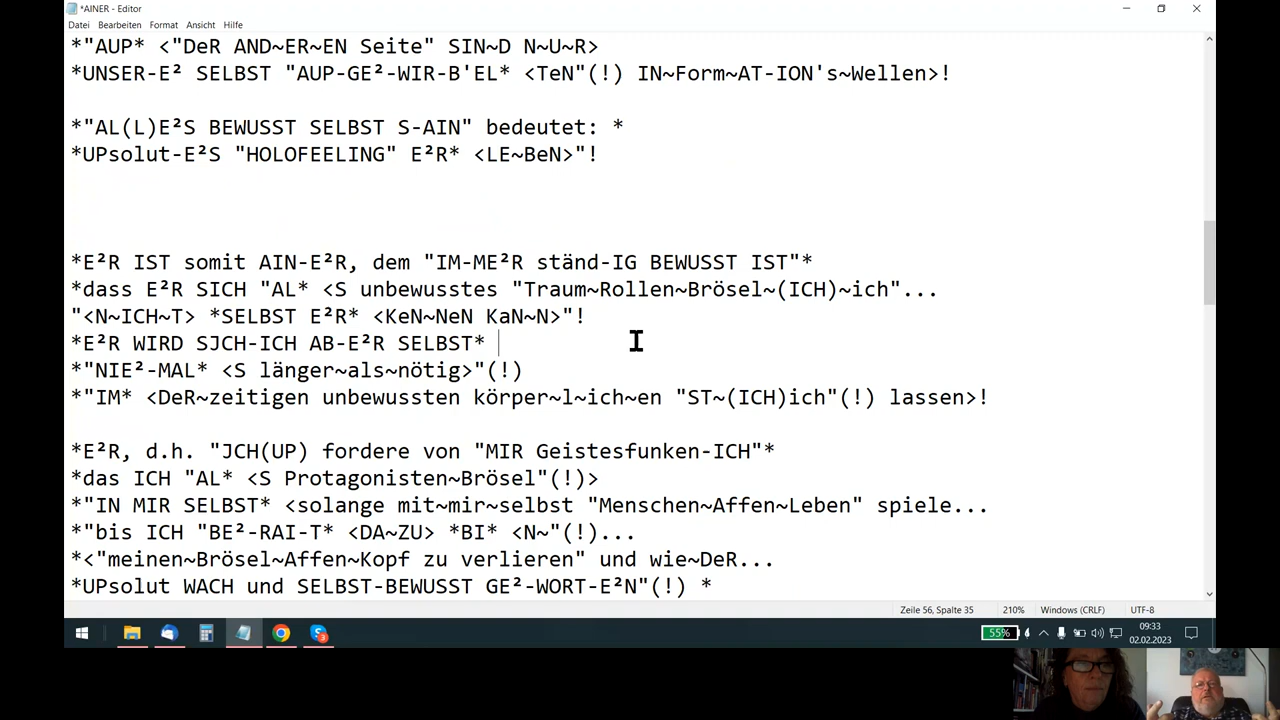 *AINER - Editor
Datei Bearbeiten Format Ansicht Hilfe
*"AUP* <"DeR AND~ER~EN Seite" SIN~D N~U~R>
*UNSER-E² SELBST "AUP-GE²-WIR-B'EL* <TeN"(!) IN~Form~AT-ION's~Wellen>!
*"AL(L)E²S BEWUSST SELBST S-AIN" bedeutet: *
*UPsolut-E²S "HOLOFEELING" E²R* <LE~BeN>"!
*E²R IST somit AIN-E²R, dem "IM-ME²R ständ-IG BEWUSST IST"*
*dass E²R SICH "AL* <S unbewusstes "Traum~Rollen~Brösel~(ICH)~ich"...
"<N~ICH~T> *SELBST E²R* <KeN~NeN KaN~N>"!
*E²R WIRD SJCH-ICH AB-E²R SELBST*
*"NIE²-MAL* <S länger~als~nötig>"(!)
*"IM* <DeR~zeitigen unbewussten körper~l~ich~en "ST~(ICH)ich"(!) lassen>!
*E²R, d.h. "JCH(UP) fordere von "MIR Geistesfunken-ICH"*
*das ICH "AL* <S Protagonisten~Brösel"(!)>
*"IN MIR SELBST* <solange mit~mir~selbst "Menschen~Affen~Leben" spiele...
*"bis ICH "BE²-RAI-T* <DA~ZU> *BI* <N~"(!)...
*<"meinen~Brösel~Affen~Kopf zu verlieren" und wie~DeR...
*UPsolut WACH und SELBST-BEWUSST GE²-WORT-E²N"(!) *
Zeile 56, Spalte 35 210% Windows (CRLF) UTF-8
55% 09:33
02.02.2023